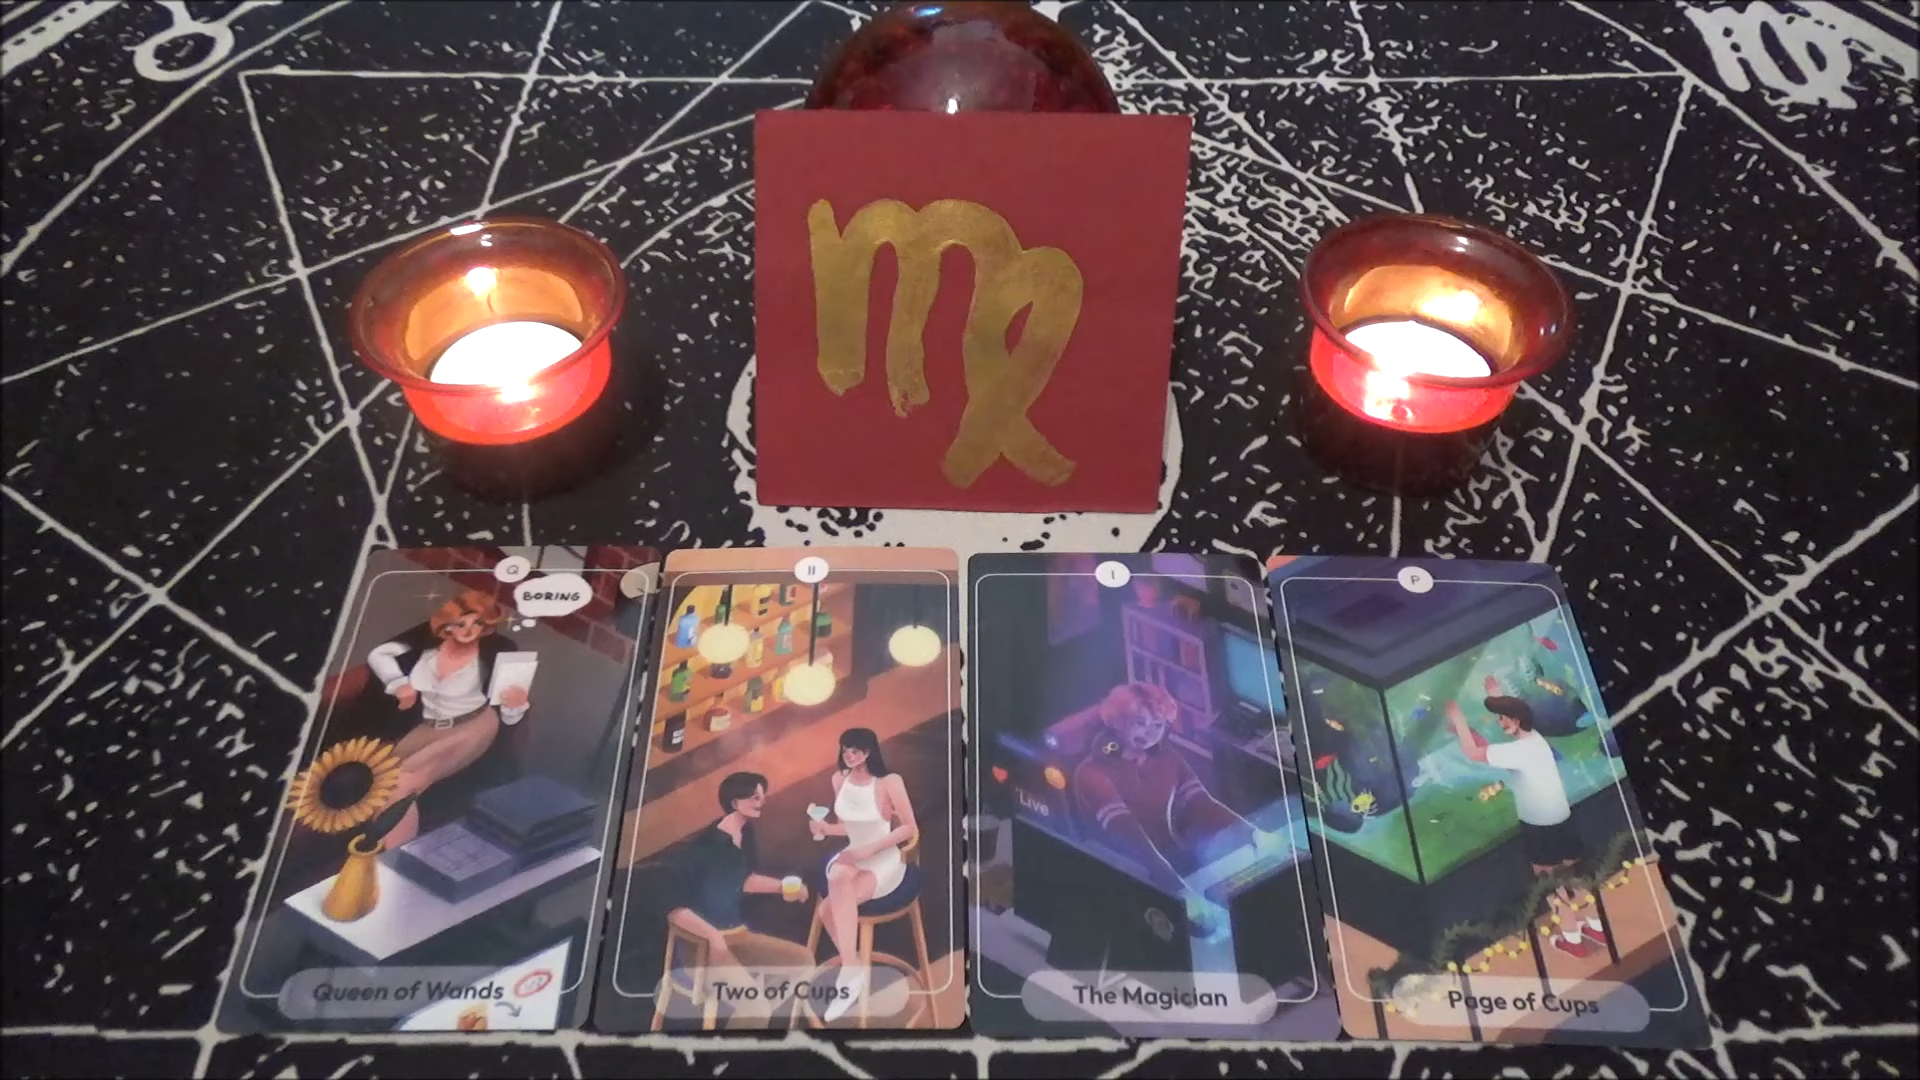 Q
BORING
Queen of Wands
II
Two of Cups
I
Live
The Magician
P
Page of Cups